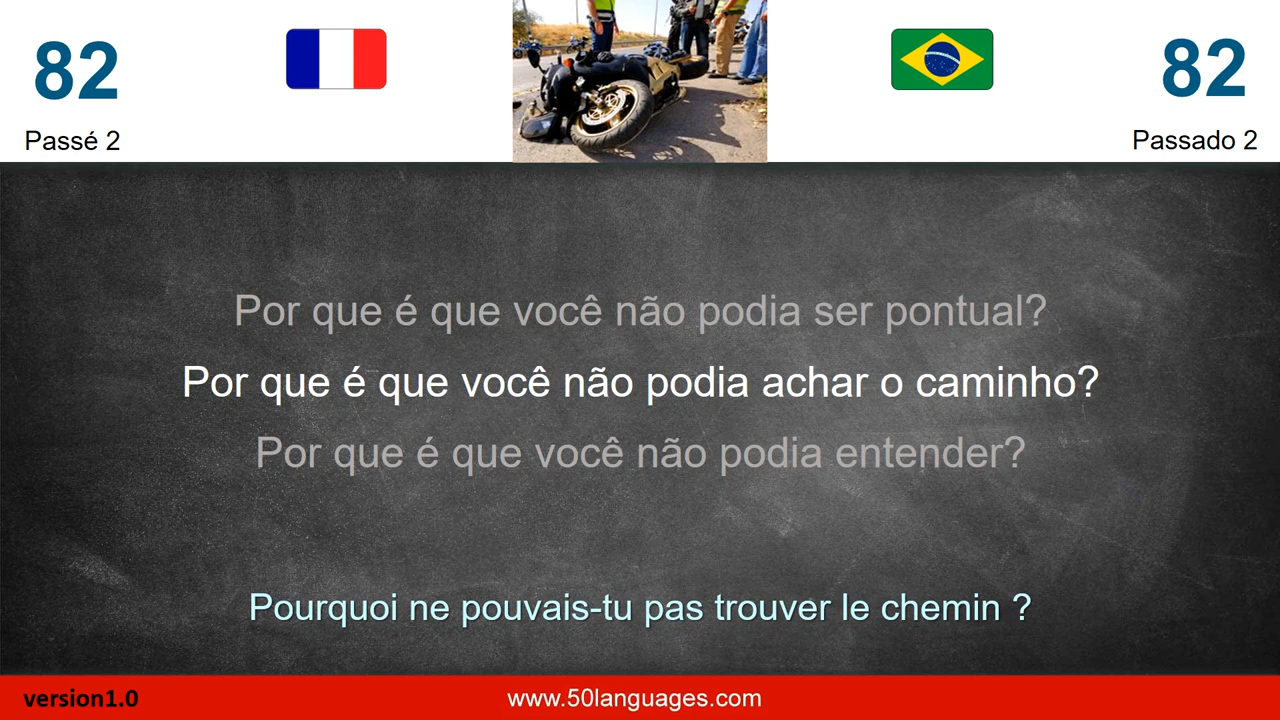 82
82
Passé 2
Passado 2
Por que é que você não podia ser pontual?
Por que é que você não podia achar o caminho?
Por que é que você não podia entender?
Pourquoi ne pouvais-tu pas trouver le chemin ?
version1.0
www.50languages.com